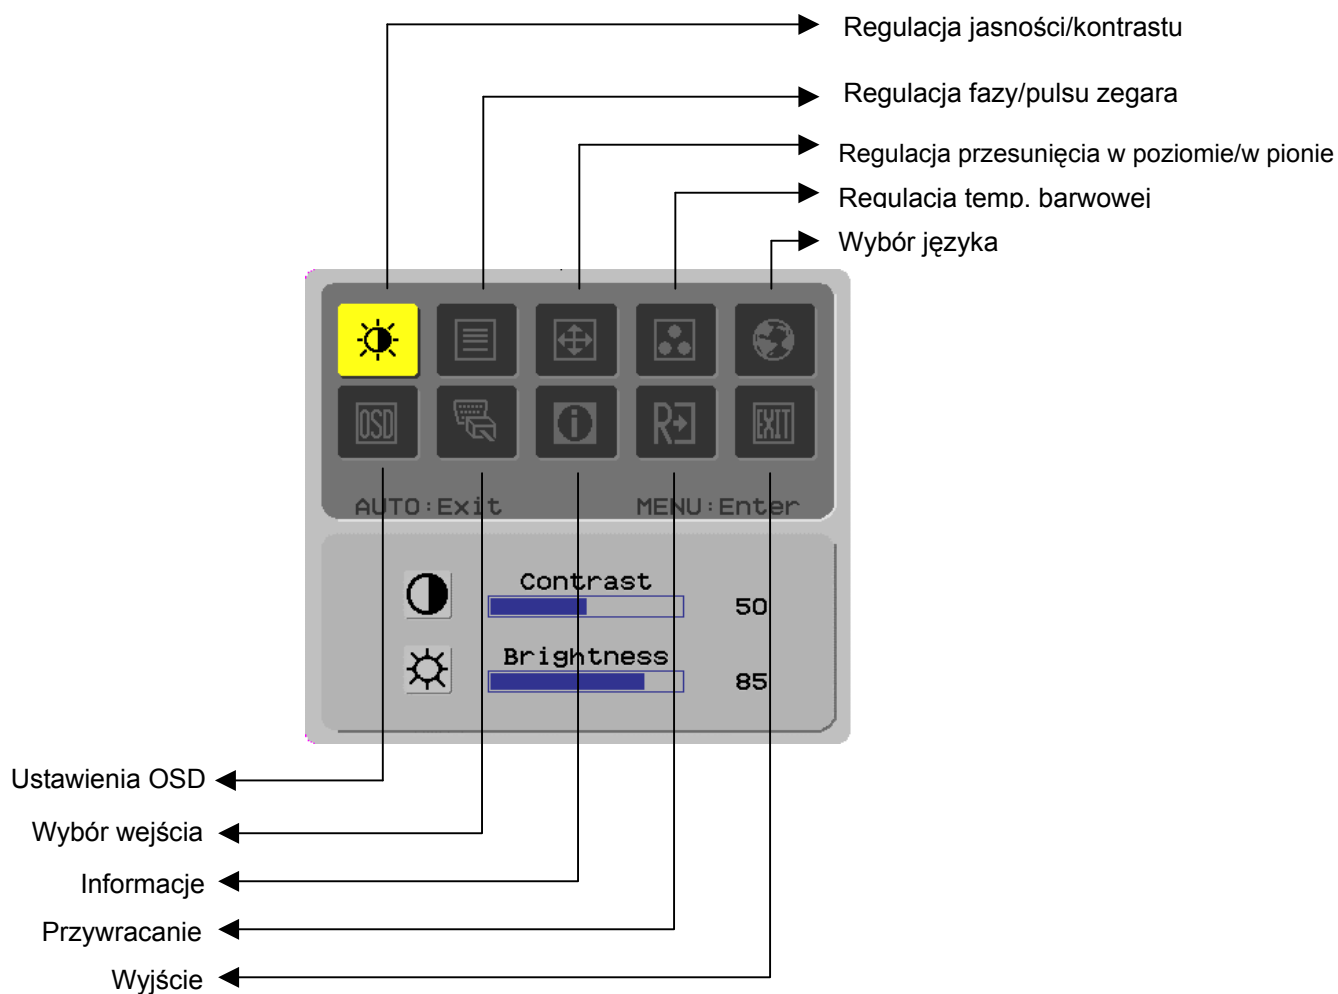 Regulacja jasności/kontrastu
Regulacja fazy/pulsu zegara
Regulacja przesunięcia w poziomie/w pionie
Regulacja temp. barwowej
Wybór języka
OSD
R
EXIT
AUTO:Exit MENU:Enter
Contrast
50
Brightness
85
Ustawienia OSD
Wybór wejścia
Informacje
Przywracanie
Wyjście